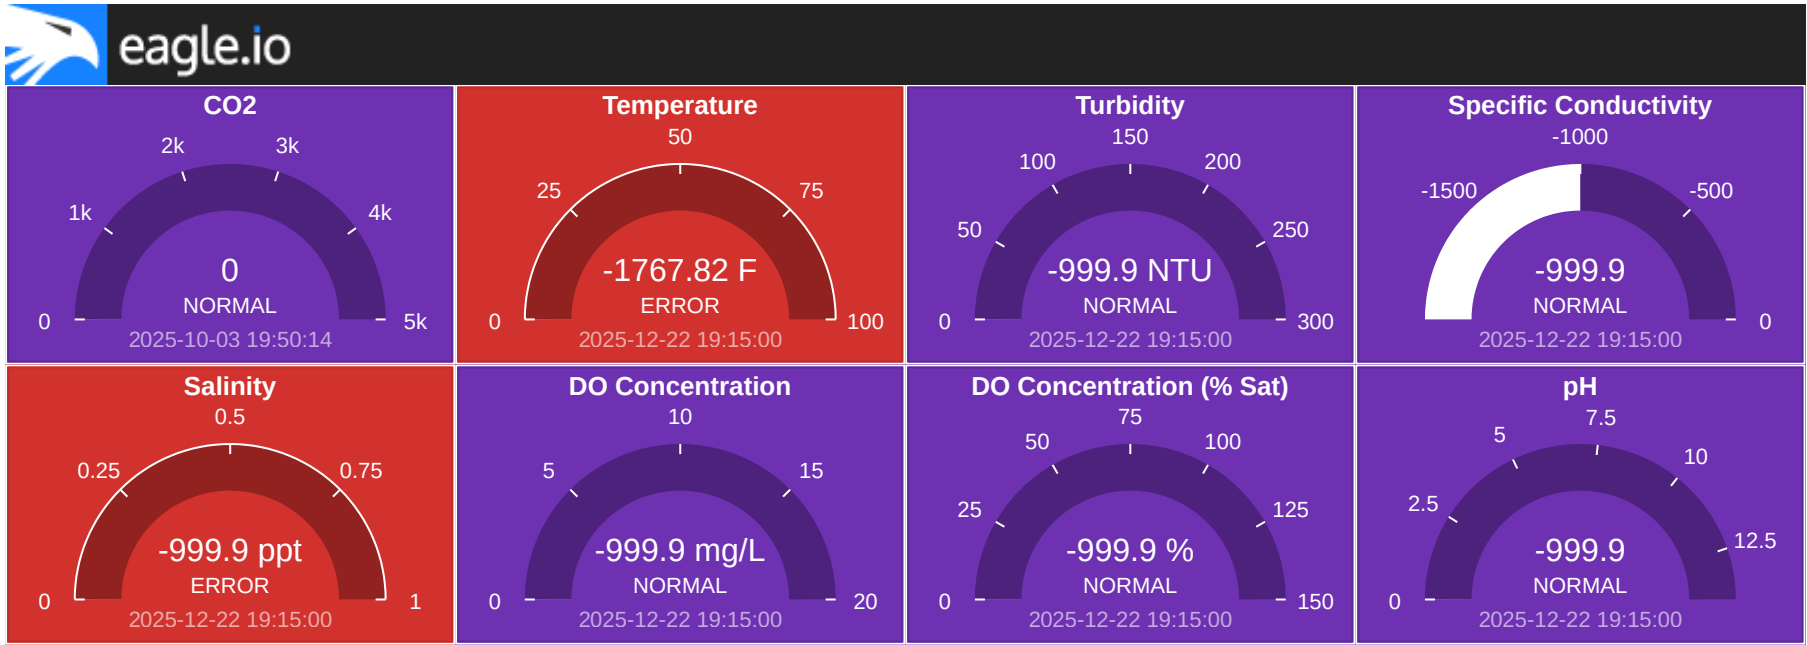 eagle.io
CO2
2k
3k
1k
4k
0
NORMAL
0
5k
2025-10-03 19:50:14
Temperature
50
25
75
-1767.82 F
ERROR
0
100
2025-12-22 19:15:00
Turbidity
150
100
200
50
250
-999.9 NTU
NORMAL
0
300
2025-12-22 19:15:00
Specific Conductivity
-1000
-1500
-500
-999.9
NORMAL
0
2025-12-22 19:15:00
Salinity
0.5
0.25
0.75
-999.9 ppt
ERROR
0
1
2025-12-22 19:15:00
DO Concentration
10
5
15
-999.9 mg/L
NORMAL
0
20
2025-12-22 19:15:00
DO Concentration (% Sat)
75
50
100
25
125
-999.9 %
NORMAL
0
150
2025-12-22 19:15:00
pH
7.5
5
10
2.5
12.5
-999.9
NORMAL
0
2025-12-22 19:15:00